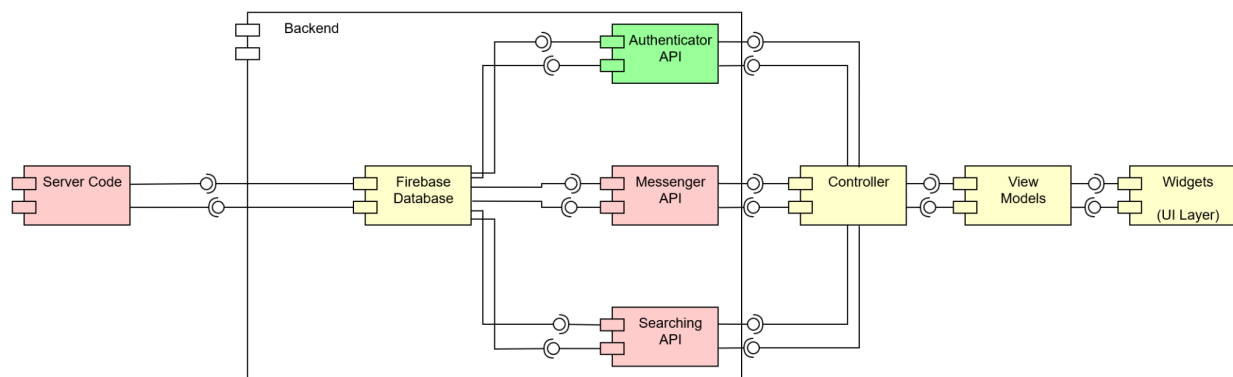 Backend
Authenticator
API
Server Code
Firebase
Database
Messenger
API
Controller
View
Models
Widgets
(UI Layer)
Searching
API